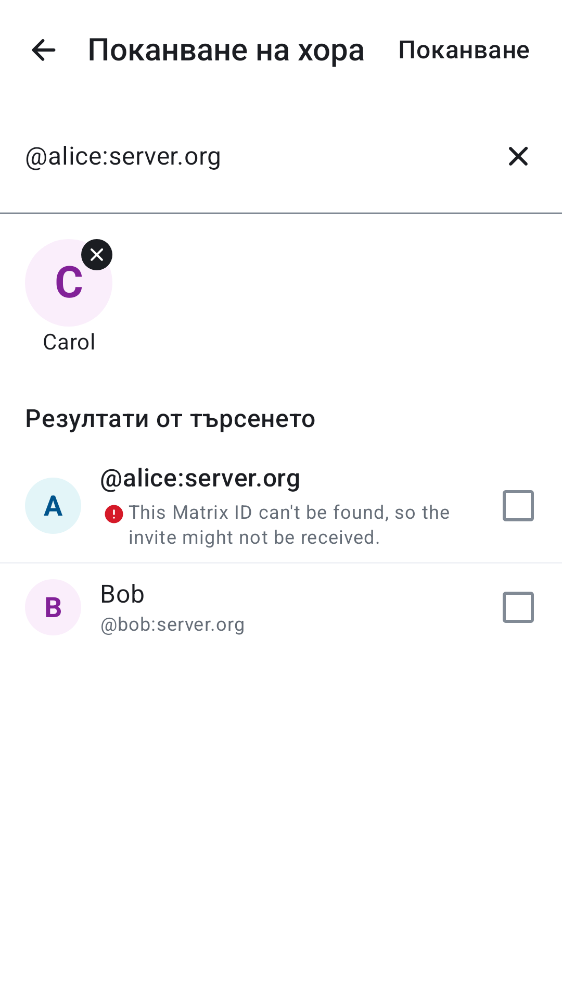 Поканване на хора
Поканване
@alice:server.org
C
Carol
Резултати от търсенето
A
@alice:server.org
This Matrix ID can't be found, so the
invite might not be received.
B
Bob
@bob:server.org